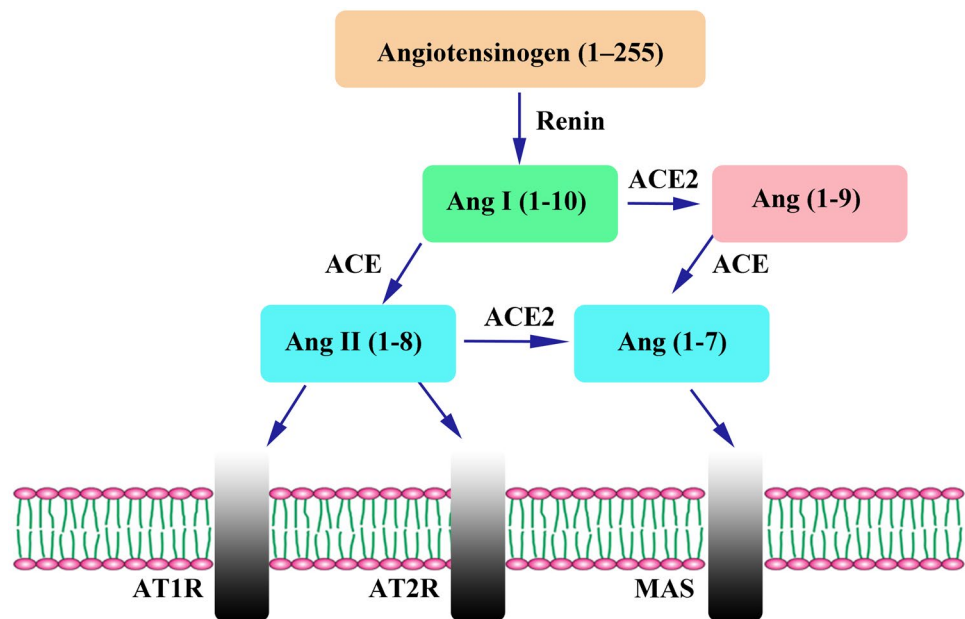 Angiotensinogen (1–255)
Renin
Ang I (1-10)
ACE2
Ang (1-9)
ACE
ACE
Ang II (1-8)
ACE2
Ang (1-7)
AT1R
AT2R
MAS